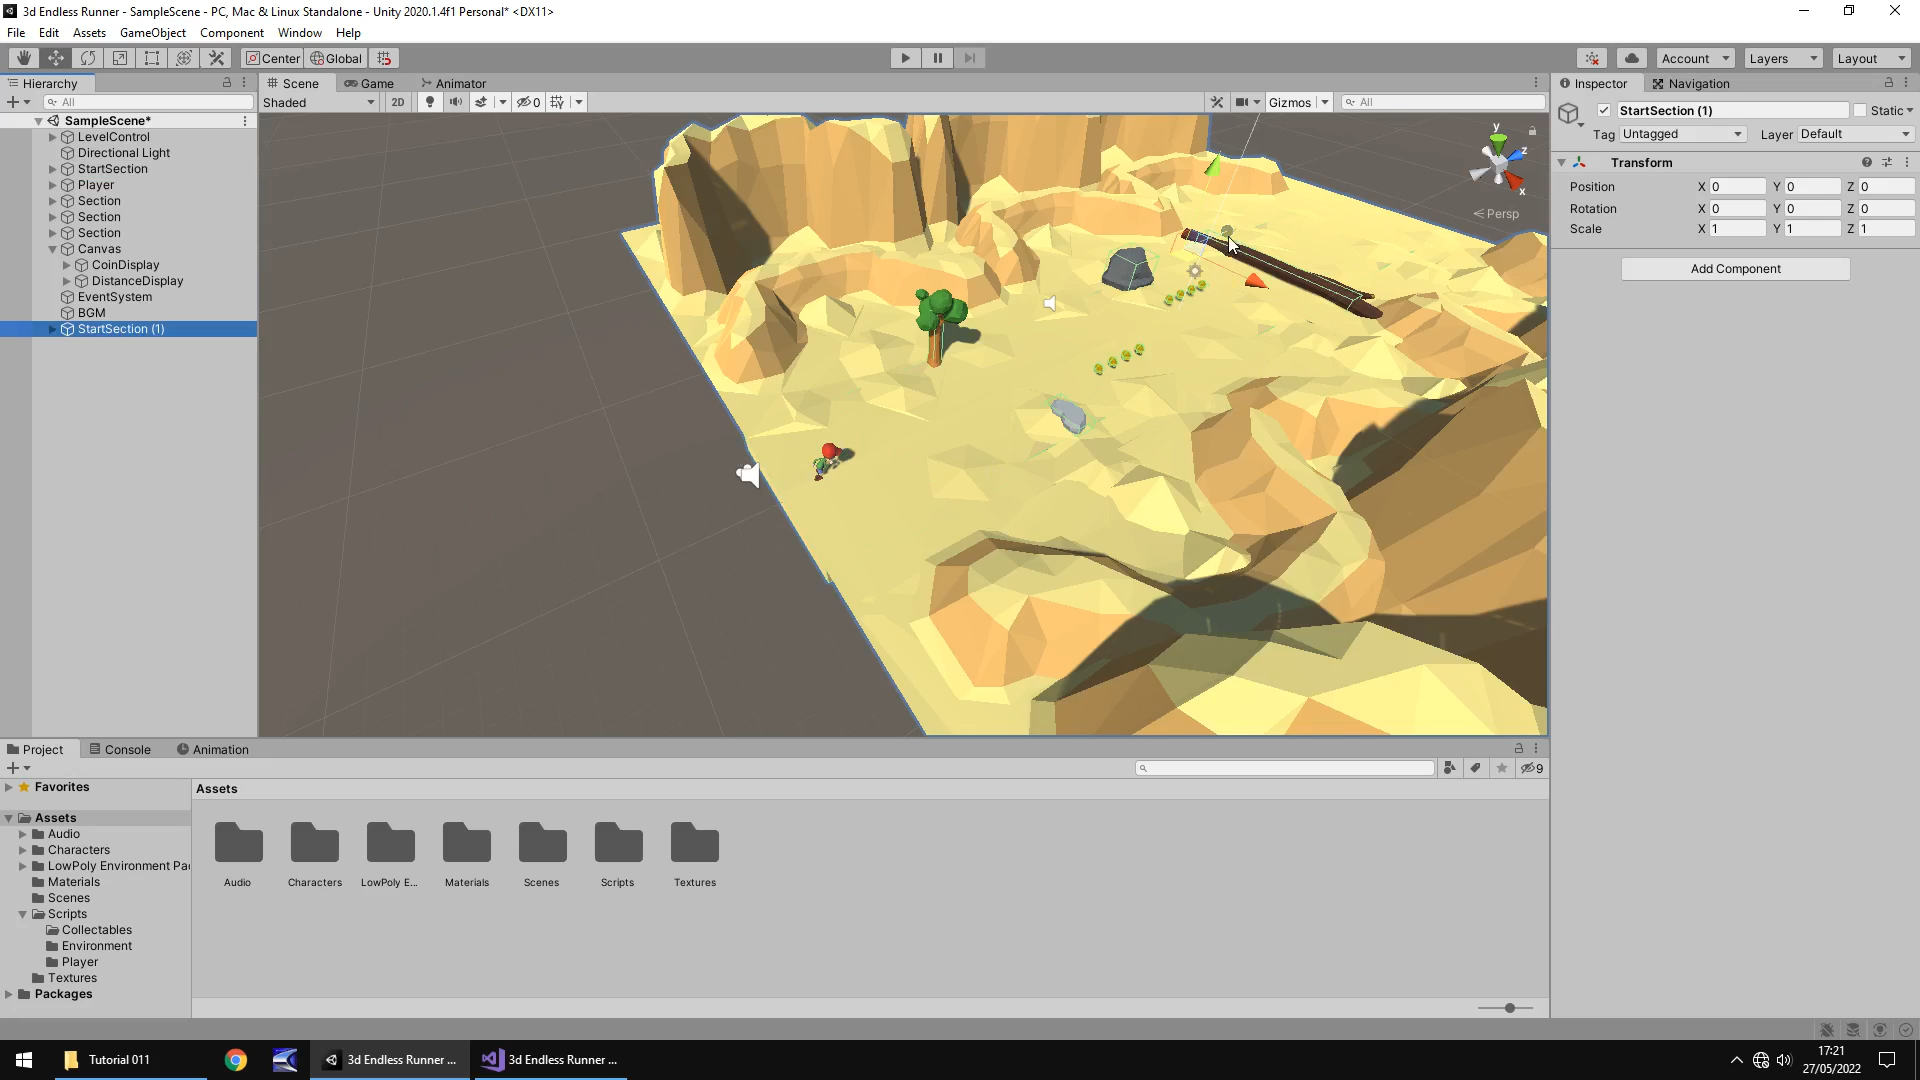 3d Endless Runner - SampleScene - PC, Mac & Linux Standalone - Unity 2020.1.4f1 Personal* <DX11>
File Edit Assets GameObject Component Window Help
Center Global
Account Layers Layout
Hierarchy
All
SampleScene*
LevelControl
Directional Light
StartSection
Player
Section
Section
Section
Canvas
CoinDisplay
DistanceDisplay
EventSystem
BGM
StartSection (1)
Scene Game Animator
Shaded 2D 0 Gizmos All
y
z
x
Persp
Inspector Navigation
StartSection (1) Static
Tag Untagged Layer Default
Transform
Position X 0 Y 0 Z 0
Rotation X 0 Y 0 Z 0
Scale X 1 Y 1 Z 1
Add Component
Project Console Animation
9
Favorites
Assets
Audio
Characters
LowPoly Environment Pa
Materials
Scenes
Scripts
Collectables
Environment
Player
Textures
Packages
Assets
Audio Characters LowPoly E... Materials Scenes Scripts Textures
Tutorial 011
3d Endless Runner ...
3d Endless Runner ...
17:21
27/05/2022